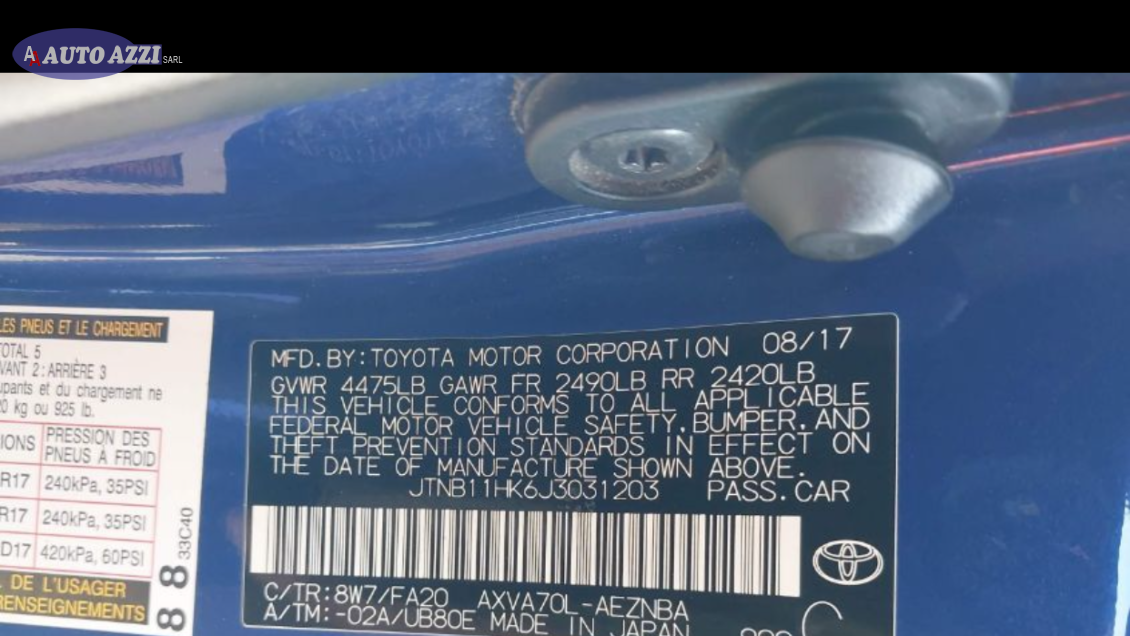 AUTO AZZI SARL
LES PNEUS ET LE CHARGEMENT
TOTAL 5
AVANT 2: ARRIÈRE 3
upants et du chargement ne
20 kg ou 925 lb.
IONS PRESSION DES PNEUS À FROID
R17 240kPa, 35PSI
R17 240kPa, 35PSI
D17 420kPa, 60PSI
DE L'USAGER
RENSEIGNEMENTS
8 8 33C40
MFD.BY:TOYOTA MOTOR CORPORATION 08/17
GVWR 4475LB GAWR FR 2490LB RR 2420LB
THIS VEHICLE CONFORMS TO ALL APPLICABLE
FEDERAL MOTOR VEHICLE SAFETY,BUMPER,AND
THEFT PREVENTION STANDARDS IN EFFECT ON
THE DATE OF MANUFACTURE SHOWN ABOVE.
JTNB11HK6J3031203 PASS.CAR
C/TR:8W7/FA20 AXVA70L-AEZNBA
A/TM:-02A/UB80E MADE IN JAPAN